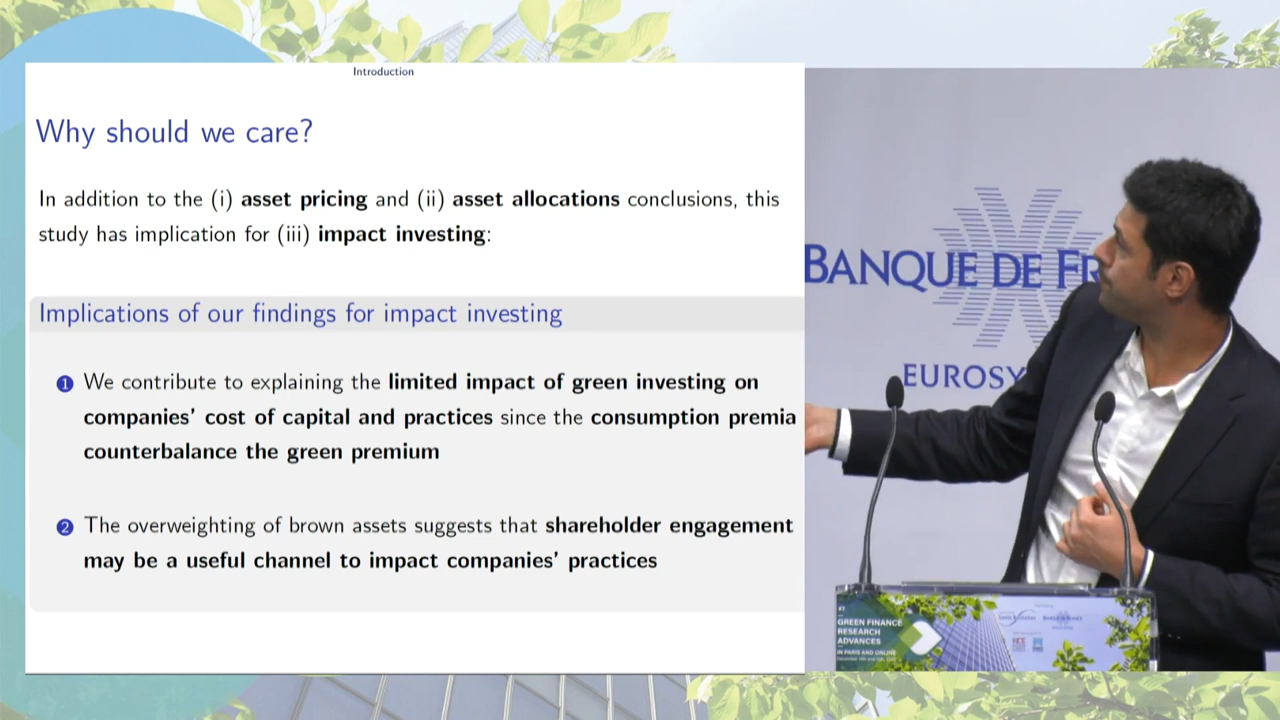 Introduction
Why should we care?
In addition to the (i) asset pricing and (ii) asset allocations conclusions, this
study has implication for (iii) impact investing:
Implications of our findings for impact investing
1 We contribute to explaining the limited impact of green investing on
companies' cost of capital and practices since the consumption premia
counterbalance the green premium
2 The overweighting of brown assets suggests that shareholder engagement
may be a useful channel to impact companies' practices
BANQUE DE FR
EUROSY
GREEN FINANCE
RESEARCH
ADVANCES
IN PARIS AND ONLINE